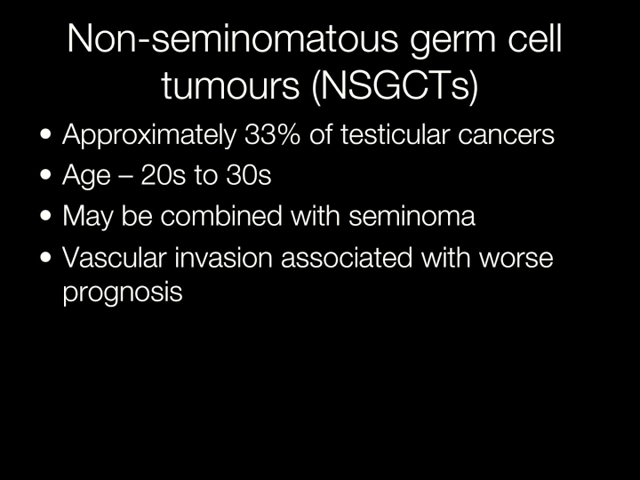 Non-seminomatous germ cell
tumours (NSGCTs)
• Approximately 33% of testicular cancers
• Age – 20s to 30s
• May be combined with seminoma
• Vascular invasion associated with worse
prognosis